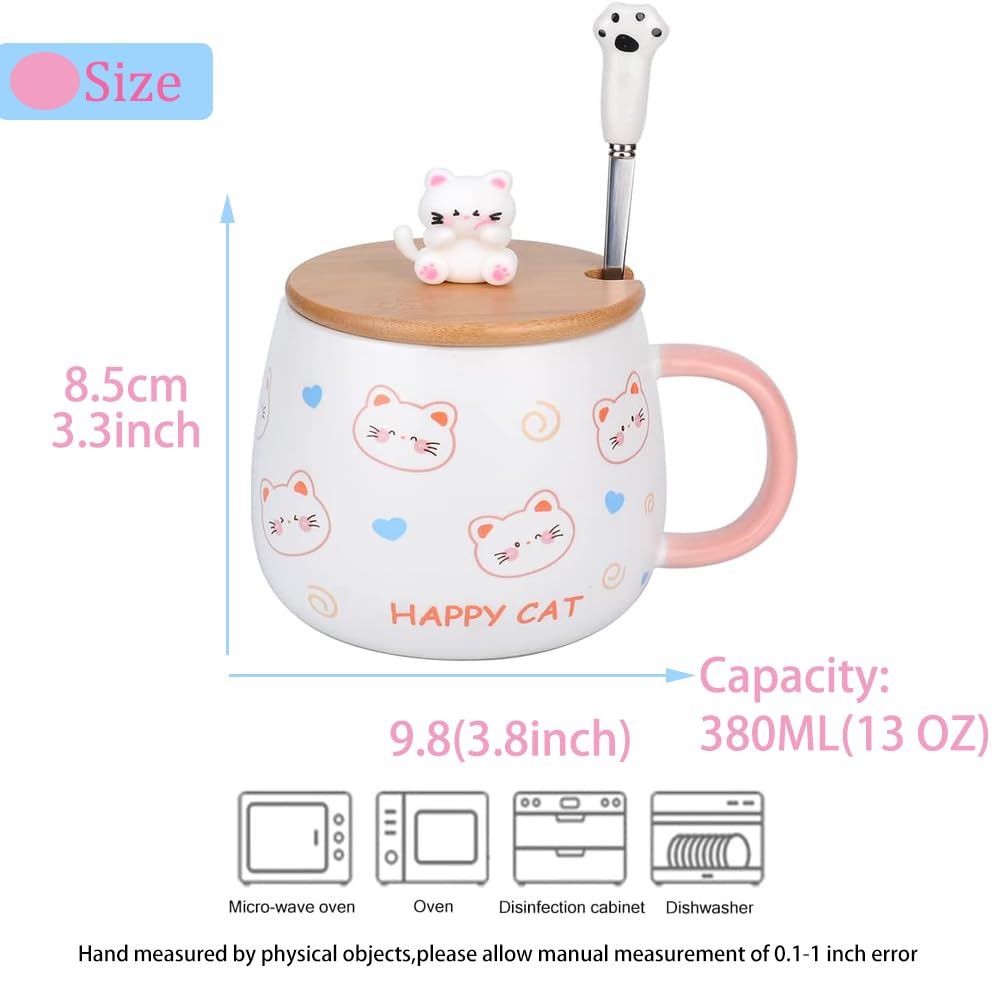 Size
8.5cm
3.3inch
HAPPY CAT
9.8(3.8inch)
Capacity:
380ML(13 OZ)
Micro-wave oven
Oven
Disinfection cabinet
Dishwasher
Hand measured by physical objects,please allow manual measurement of 0.1-1 inch error